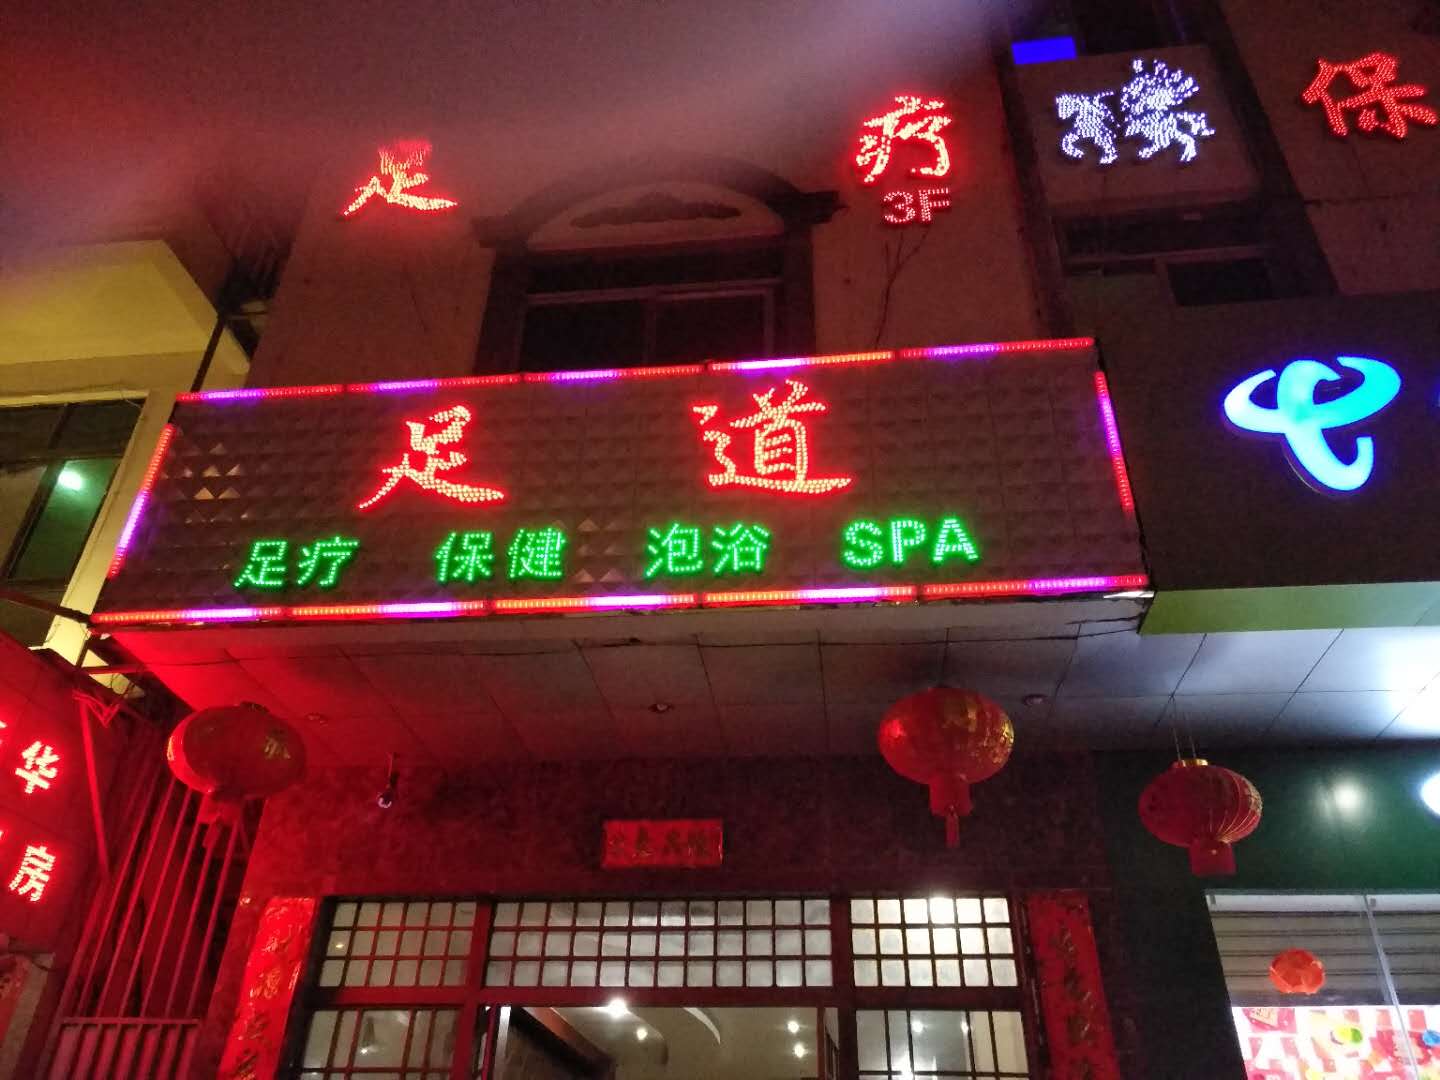 足 疗
3F
保
足道
足疗 保健 泡浴 SPA
华
房